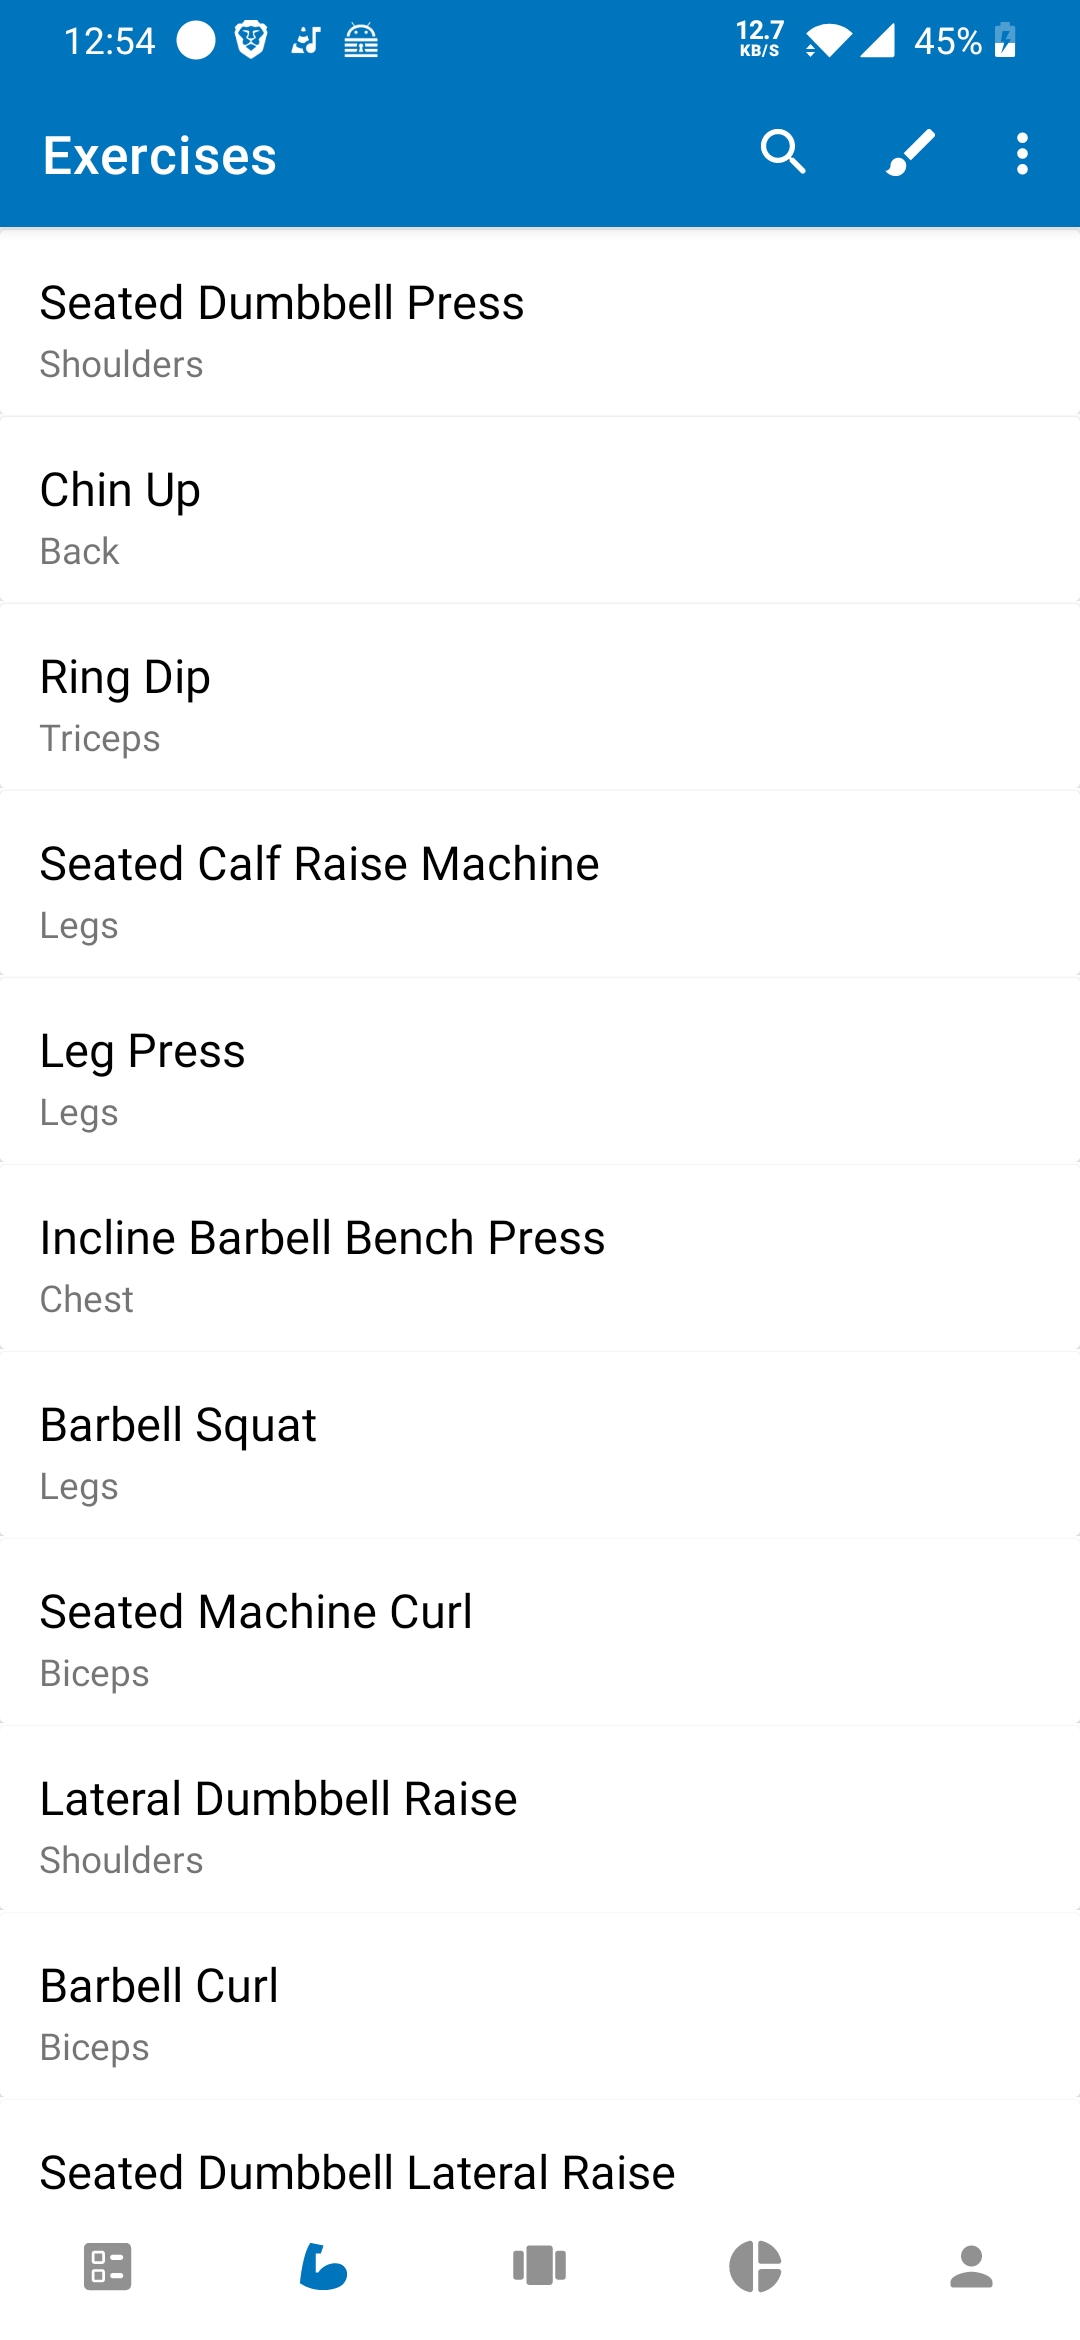 12:54
12.7
KB/S
45%
Exercises
Seated Dumbbell Press
Shoulders
Chin Up
Back
Ring Dip
Triceps
Seated Calf Raise Machine
Legs
Leg Press
Legs
Incline Barbell Bench Press
Chest
Barbell Squat
Legs
Seated Machine Curl
Biceps
Lateral Dumbbell Raise
Shoulders
Barbell Curl
Biceps
Seated Dumbbell Lateral Raise